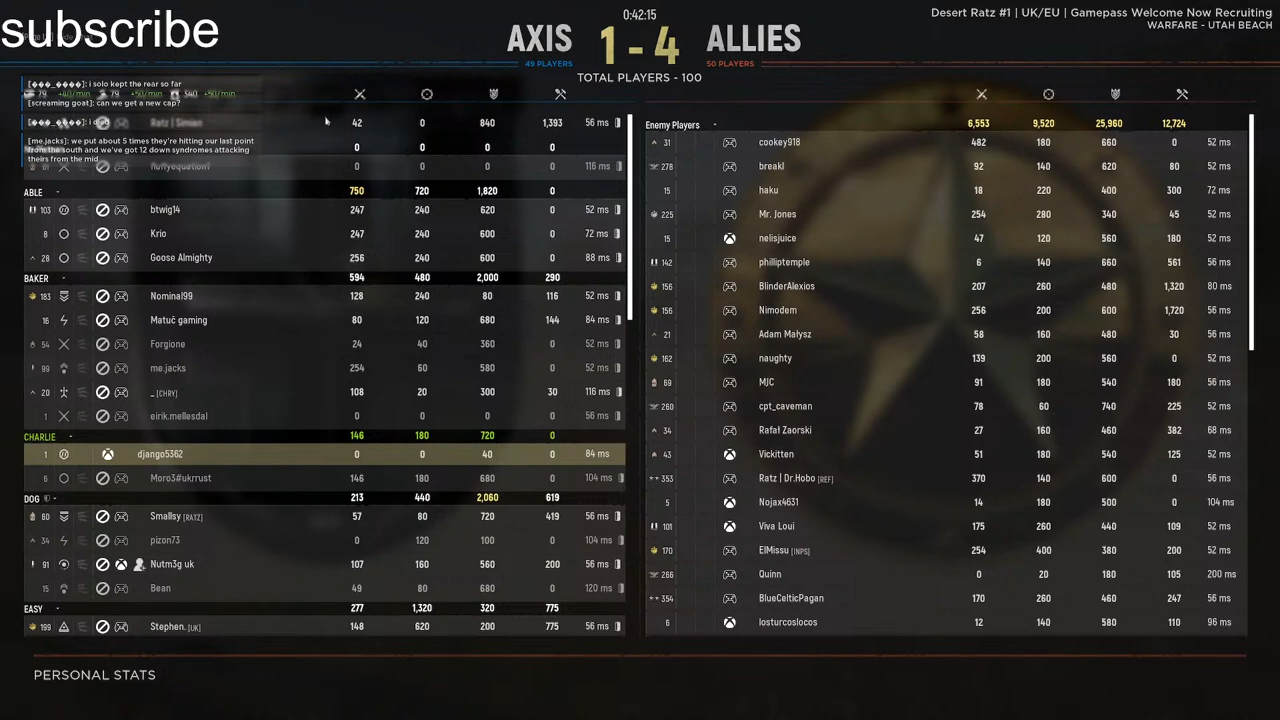 subscribe
0:42:15
AXIS 1 - 4 ALLIES
49 PLAYERS 50 PLAYERS
TOTAL PLAYERS - 100
Desert Ratz #1 | UK/EU | Gamepass Welcome Now Recruiting
WARFARE - UTAH BEACH
i solo kept the rear so far
79 +40/min 79 +50/min 540 +50/min
[screaming goat]: can we get a new cap?
[me.jacks]: we put about 5 times they're hitting our last point
from the south and we've got 12 down syndromes attacking
theirs from the mid
Ratz | Simian 42 0 840 1,393 56 ms
0 0 0 0
fluffyequation1 116 ms
ABLE - 750 720 1,820 0
103 btwig14 247 240 620 0 52 ms
8 Krio 247 240 600 0 72 ms
28 Goose Almighty 256 240 600 0 88 ms
BAKER - 594 480 2,000 290
183 Nominal99 128 240 80 116 52 ms
16 Matuč gaming 80 120 680 144 84 ms
54 Forgione 24 40 360 0 52 ms
99 me.jacks 254 60 580 0 52 ms
20 _ [CHRY] 108 20 300 30 116 ms
1 eirik.mellesdal 0 0 0 0 56 ms
CHARLIE - 146 180 720 0
1 django5362 0 0 40 0 84 ms
6 Moro3#ukrrust 146 180 680 0 104 ms
DOG - 213 440 2,060 619
60 Smallsy [RATZ] 57 80 720 419 56 ms
34 pizon73 0 120 100 0 104 ms
91 Nutm3g uk 107 160 560 200 56 ms
15 Bean 49 80 680 0 120 ms
EASY - 277 1,320 320 775
199 Stephen. [UK] 148 620 200 775 56 ms
Enemy Players - 6,553 9,520 25,960 12,724
31 cookey918 482 180 660 0 52 ms
278 breakl 92 140 620 80 52 ms
15 haku 18 220 400 300 72 ms
225 Mr. Jones 254 280 340 45 52 ms
15 nelisjuice 47 120 560 180 52 ms
142 philliptemple 6 140 660 561 56 ms
156 BlinderAlexios 207 260 480 1,320 80 ms
156 Nimodem 256 200 600 1,720 56 ms
21 Adam Małysz 58 160 480 30 56 ms
162 naughty 139 200 560 0 52 ms
69 MJC 91 180 540 180 56 ms
260 cpt_caveman 78 60 740 225 52 ms
34 Rafał Zaorski 27 160 460 382 68 ms
43 Vickitten 51 180 540 125 56 ms
353 Ratz | Dr.Hobo [REF] 370 140 600 0 56 ms
5 Nojax4631 14 180 500 0 104 ms
101 Viva Loui 175 260 440 109 52 ms
170 ElMissu [INPS] 254 400 380 200 52 ms
266 Quinn 0 20 180 105 200 ms
354 BlueCelticPagan 170 260 460 247 56 ms
6 losturcoslocos 12 140 580 110 96 ms
PERSONAL STATS